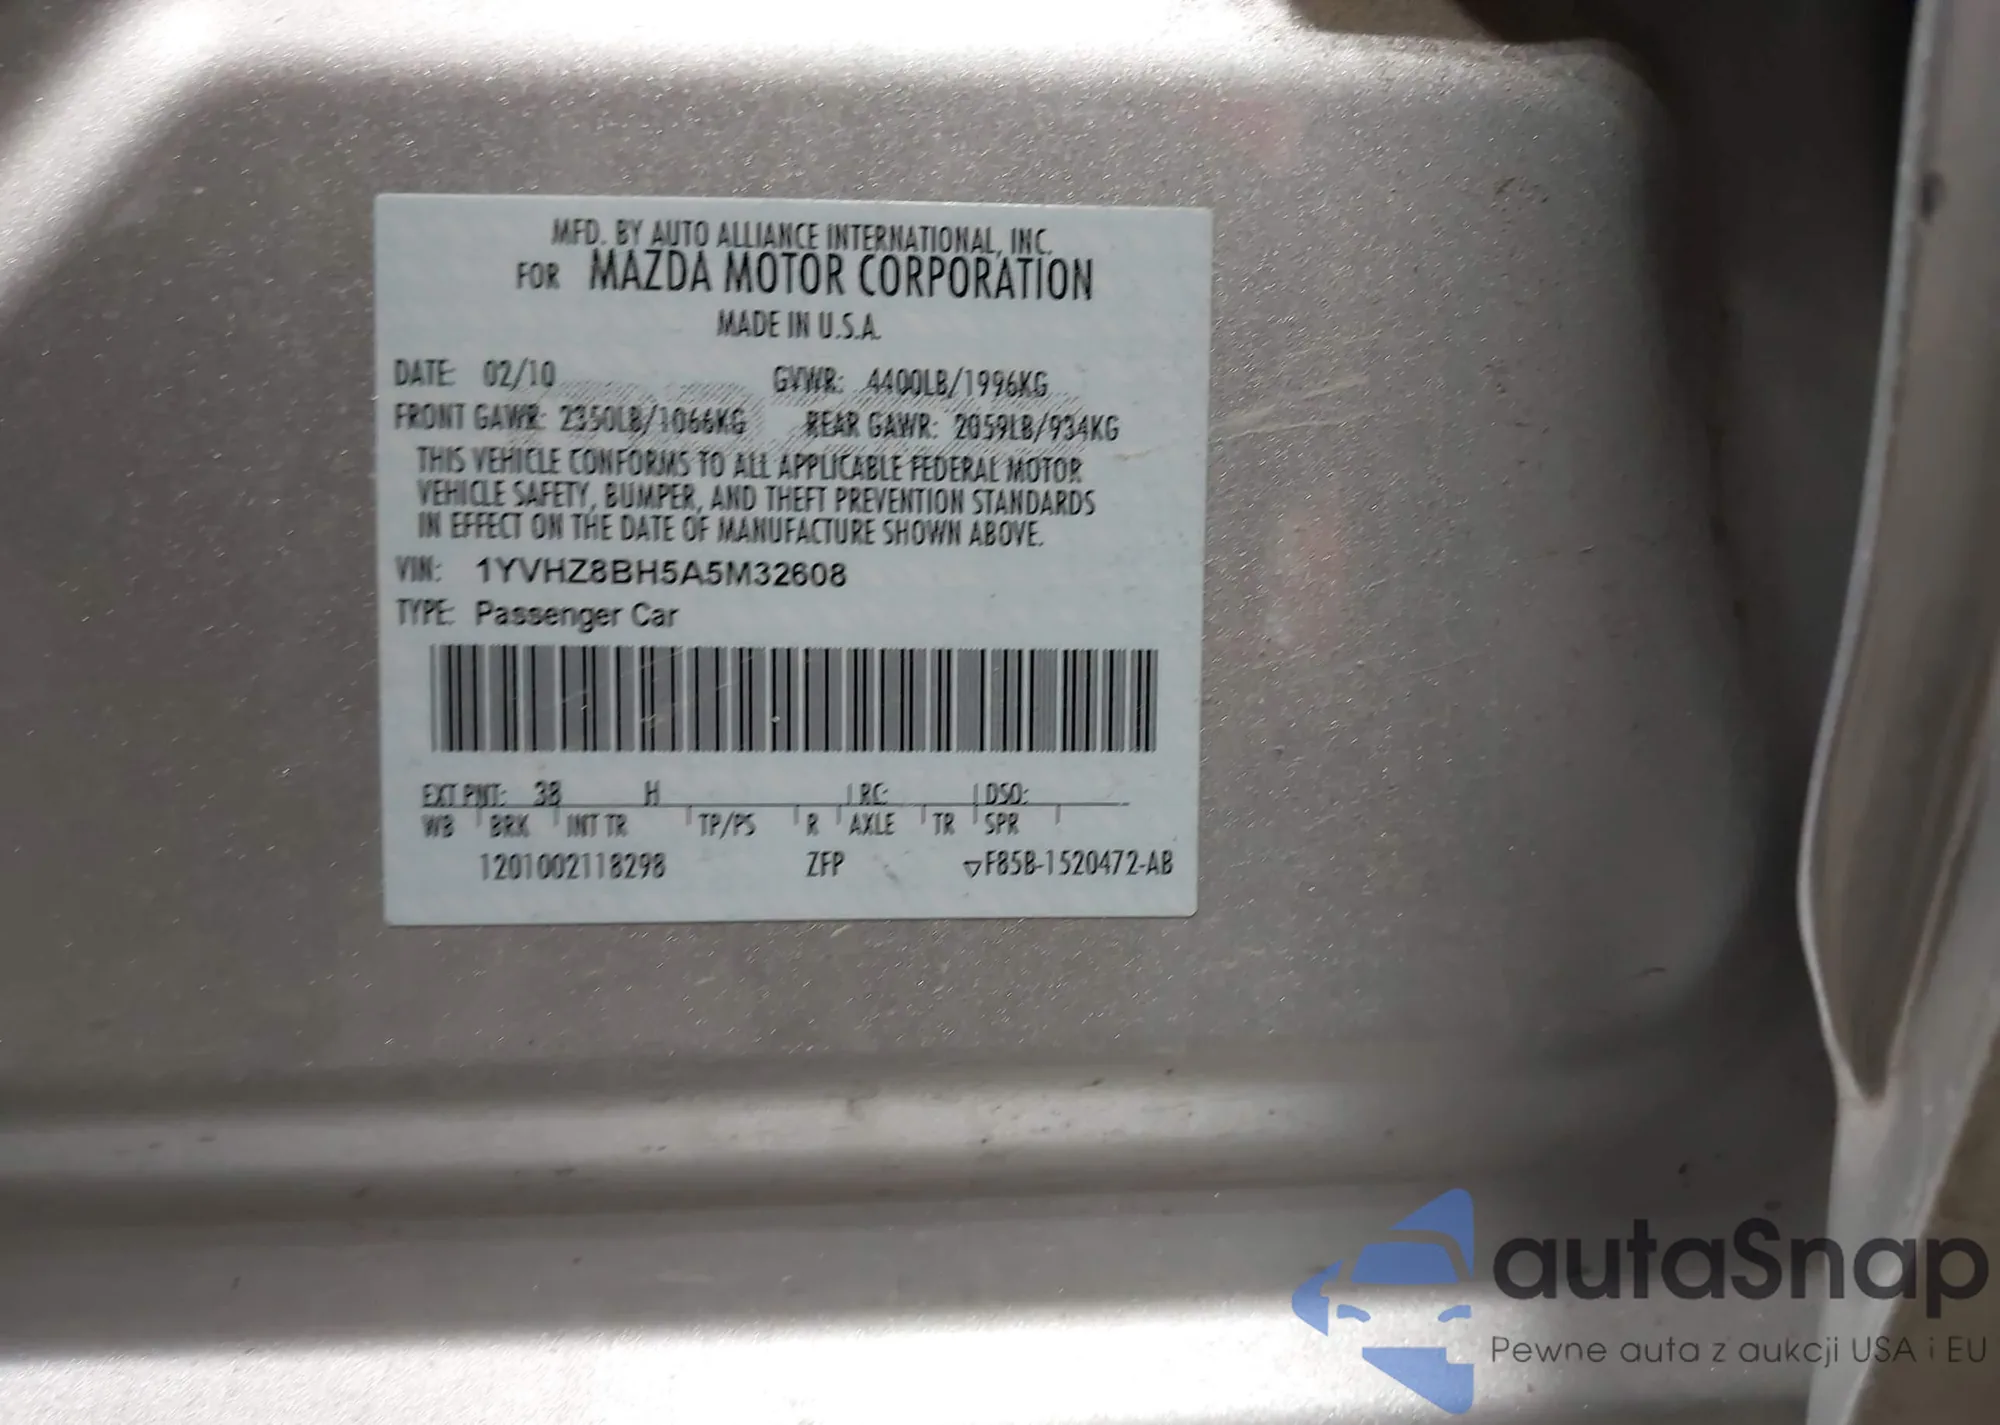 MFD. BY AUTO ALLIANCE INTERNATIONAL, INC.
FOR MAZDA MOTOR CORPORATION
MADE IN U.S.A.
DATE: 02/10 GVWR: 4400LB/1996KG
FRONT GAWR: 2350LB/1066KG REAR GAWR: 2059LB/934KG
THIS VEHICLE CONFORMS TO ALL APPLICABLE FEDERAL MOTOR
VEHICLE SAFETY, BUMPER, AND THEFT PREVENTION STANDARDS
IN EFFECT ON THE DATE OF MANUFACTURE SHOWN ABOVE.
VIN: 1YVHZ8BH5A5M32608
TYPE: Passenger Car
EXT PNT: 38 H RC: DSO:
WB BRK INT TR TP/PS R AXLE TR SPR
1201002118298 ZFP ▽F85B-1520472-AB
autaSnap
Pewne auta z aukcji USA i EU